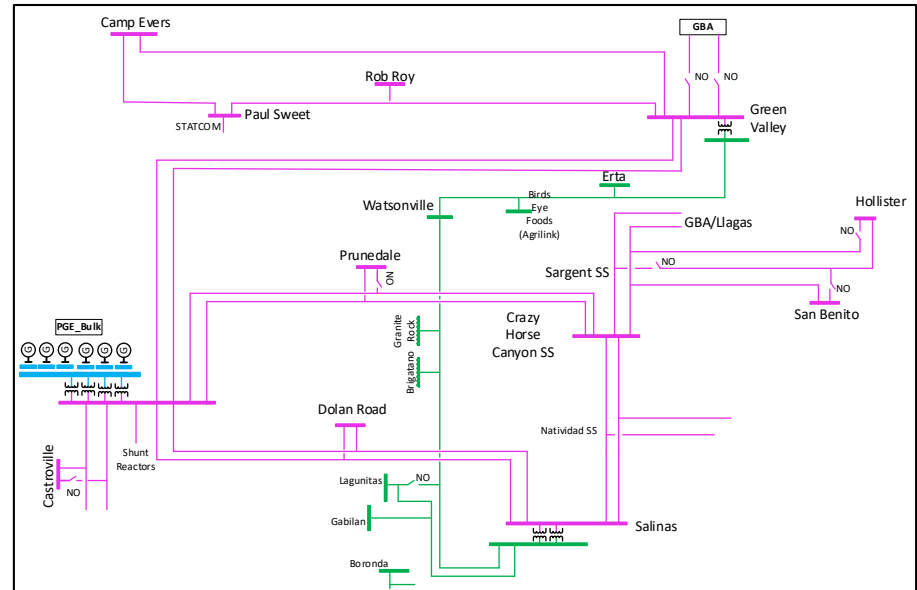 Camp Evers
GBA
NO
NO
Rob Roy
Paul Sweet
STATCOM
Green
Valley
Erta
Birds
Eye
Foods
(Agrilink)
Watsonville
Hollister
GBA/Llagas
NO
NO
Sargent SS
NO
San Benito
Prunedale
NO
Crazy
Horse
Canyon SS
Granite
Rock
Brigatano
PGE_Bulk
G
G
G
G
G
G
Dolan Road
Natividad SS
Shunt
Reactors
Castroville
NO
Lagunitas
NO
Gabilan
Salinas
Boronda